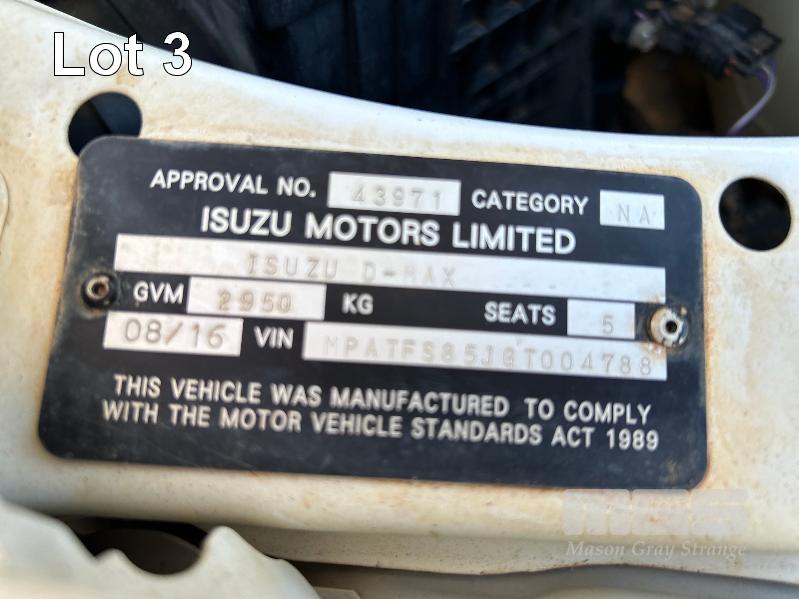 Lot 3
APPROVAL NO. 43971 CATEGORY NA
ISUZU MOTORS LIMITED
ISUZU D-MAX
GVM 2950 KG SEATS 5
08/16 VIN MPATFS85JGT004788
THIS VEHICLE WAS MANUFACTURED TO COMPLY
WITH THE MOTOR VEHICLE STANDARDS ACT 1989
MGS
Mason Gray Strange